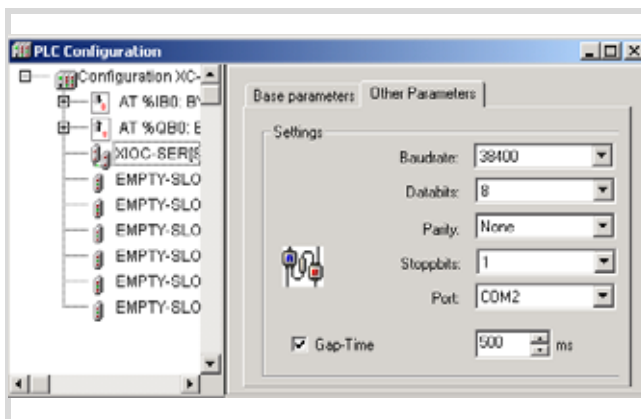 PLC Configuration
Configuration XC-
AT %IB0: BY
AT %QB0: B
XIOC-SER[S
EMPTY-SLO
EMPTY-SLO
EMPTY-SLO
EMPTY-SLO
EMPTY-SLO
EMPTY-SLO
Base parameters
Other Parameters
Settings
Baudrate: 38400
Databits: 8
Parity: None
Stoppbits: 1
Port: COM2
Gap-Time 500 ms